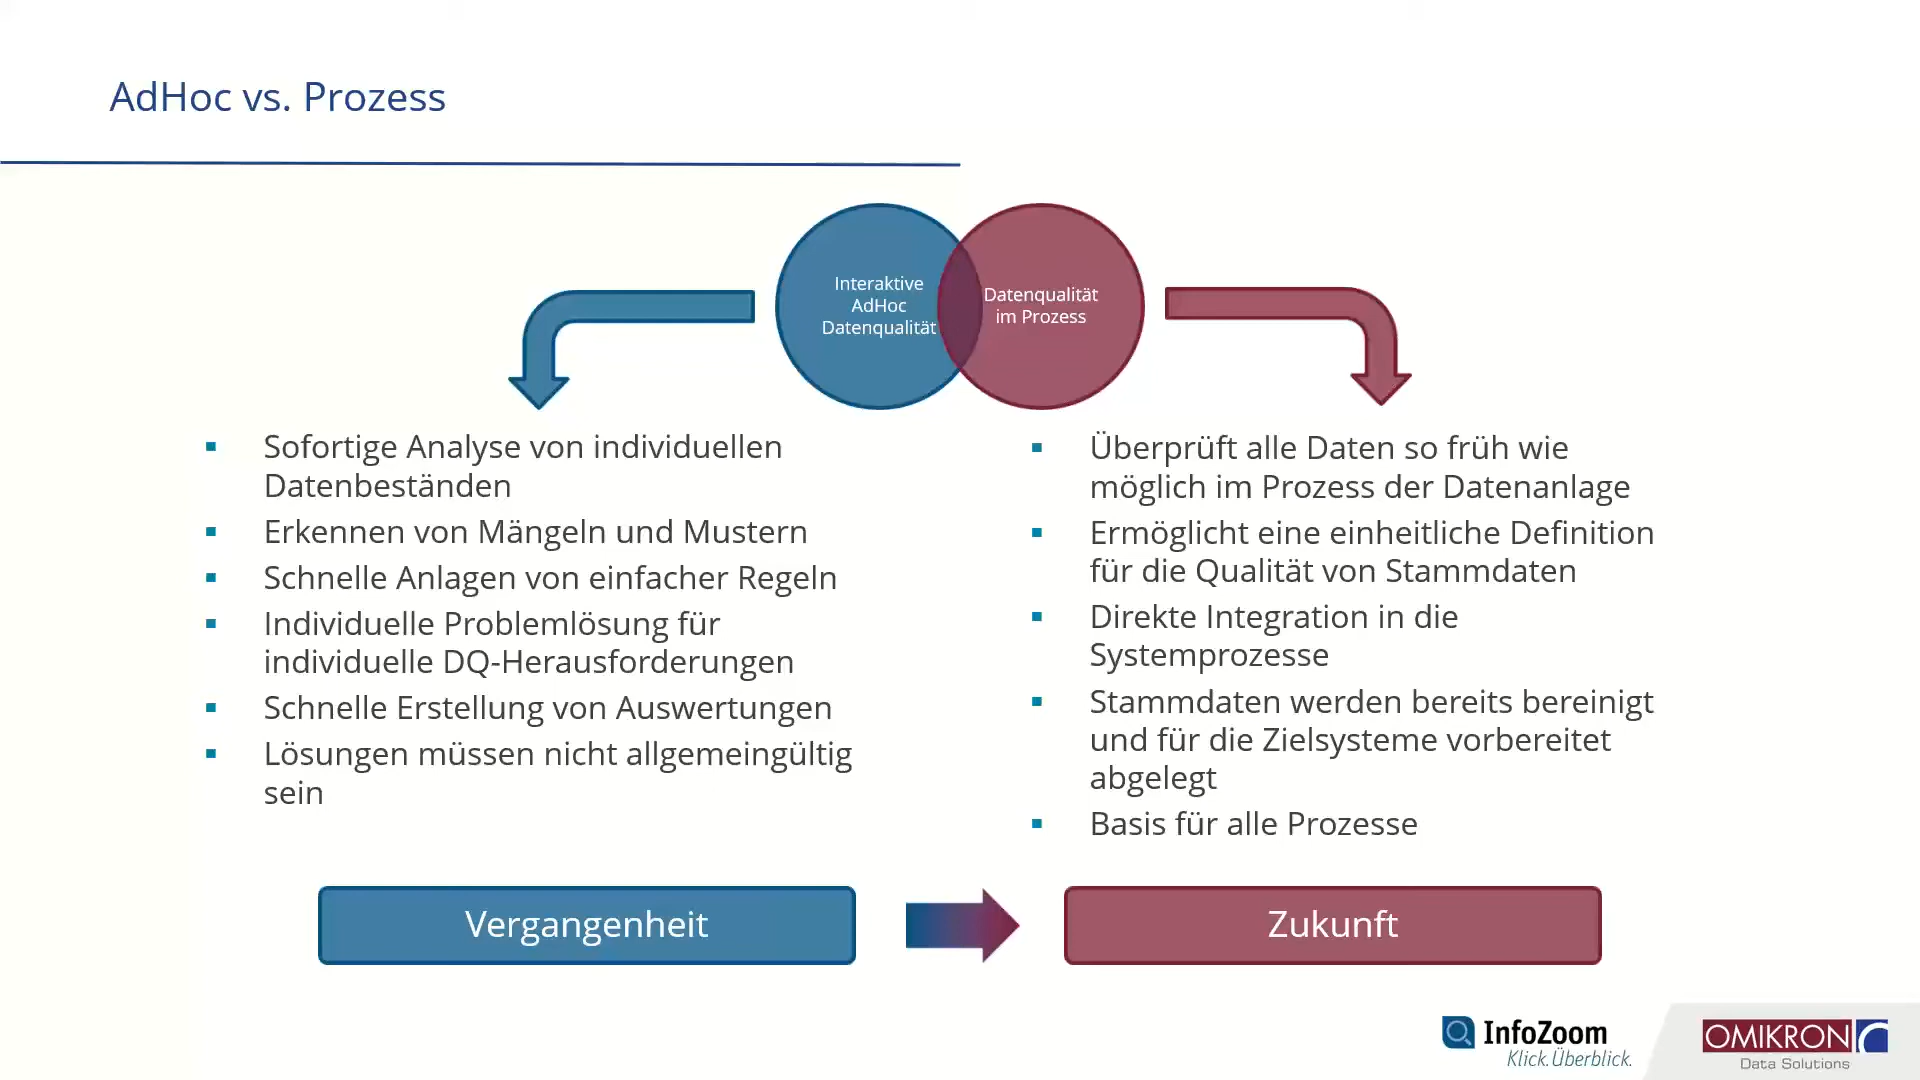 AdHoc vs. Prozess
Interaktive
AdHoc
Datenqualität
Datenqualität
im Prozess
Sofortige Analyse von individuellen
Datenbeständen
Erkennen von Mängeln und Mustern
Schnelle Anlagen von einfacher Regeln
Individuelle Problemlösung für
individuelle DQ-Herausforderungen
Schnelle Erstellung von Auswertungen
Lösungen müssen nicht allgemeingültig
sein
Überprüft alle Daten so früh wie
möglich im Prozess der Datenanlage
Ermöglicht eine einheitliche Definition
für die Qualität von Stammdaten
Direkte Integration in die
Systemprozesse
Stammdaten werden bereits bereinigt
und für die Zielsysteme vorbereitet
abgelegt
Basis für alle Prozesse
Vergangenheit
Zukunft
InfoZoom
Klick.Überblick.
OMIKRON
Data Solutions